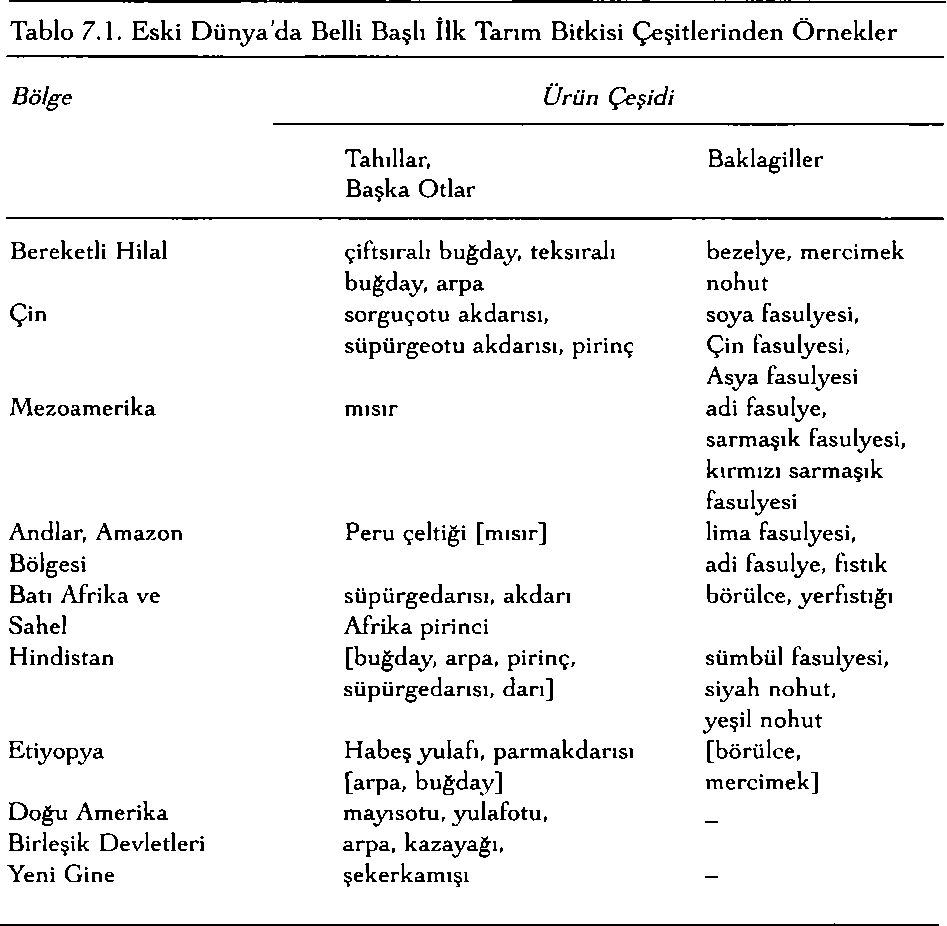 Tablo 7.1. Eski Dünya'da Belli Başlı İlk Tarım Bitkisi Çeşitlerinden Örnekler
Bölge Ürün Çeşidi
Tahıllar, Baklagiller
Başka Otlar
Bereketli Hilal çiftsıralı buğday, teksıralı bezelye, mercimek
buğday, arpa nohut
Çin sorguçotu akdarısı, soya fasulyesi,
süpürgeotu akdarısı, pirinç Çin fasulyesi,
Asya fasulyesi
Mezoamerika mısır adi fasulye,
sarmaşık fasulyesi,
kırmızı sarmaşık
fasulyesi
Andlar, Amazon Peru çeltiği [mısır] lima fasulyesi,
Bölgesi adi fasulye, fıstık
Batı Afrika ve süpürgedarısı, akdarı börülce, yerfıstığı
Sahel Afrika pirinci
Hindistan [buğday, arpa, pirinç, sümbül fasulyesi,
süpürgedarısı, darı] siyah nohut,
yeşil nohut
Etiyopya Habeş yulafı, parmakdarısı [börülce,
[arpa, buğday] mercimek]
Doğu Amerika mayısotu, yulafotu, –
Birleşik Devletleri arpa, kazayağı,
Yeni Gine şekerkamışı –